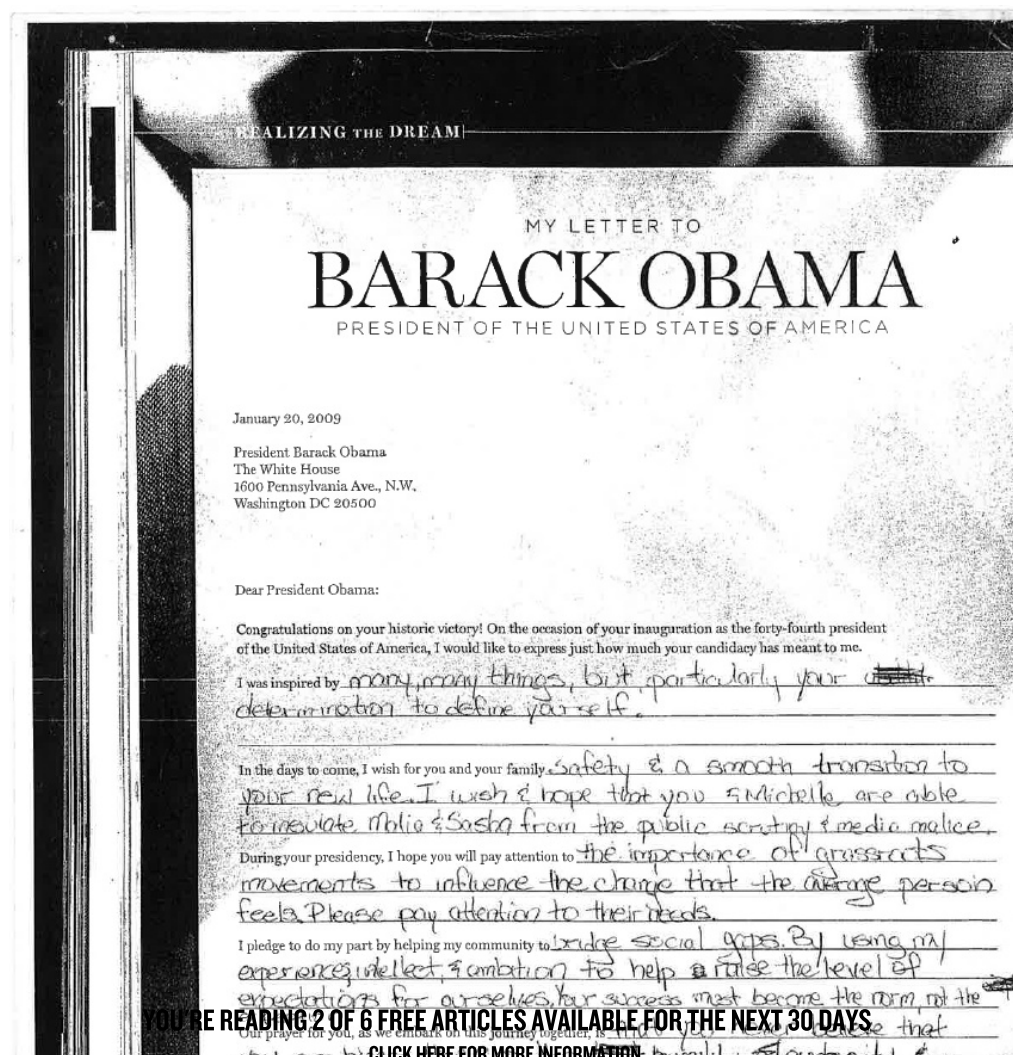 REALIZING THE DREAM
MY LETTER TO
BARACK OBAMA
PRESIDENT OF THE UNITED STATES OF AMERICA
January 20, 2009
President Barack Obama
The White House
1600 Pennsylvania Ave., N.W.
Washington DC 20500
Dear President Obama:
Congratulations on your historic victory! On the occasion of your inauguration as the forty-fourth president
of the United States of America, I would like to express just how much your candidacy has meant to me.
I was inspired by many, many things, but particularly your
determination to define yourself.
In the days to come, I wish for you and your family safety & a smooth transition to
your new life. I wish & hope that you & Michelle are able
to insulate Malia & Sasha from the public scrutiny & media malice.
During your presidency, I hope you will pay attention to the importance of grassroots
movements to influence the change that the average person
feels. Please pay attention to their needs.
I pledge to do my part by helping my community to bridge social gaps. By using my
experiences, intellect, & ambition to help raise the level of
expectations for ourselves. Your success must become the norm, not the
YOU'RE READING 2 OF 6 FREE ARTICLES AVAILABLE FOR THE NEXT 30 DAYS.
Our prayer for you, as we embark on this journey together, is that you never that
CLICK HERE FOR MORE INFORMATION